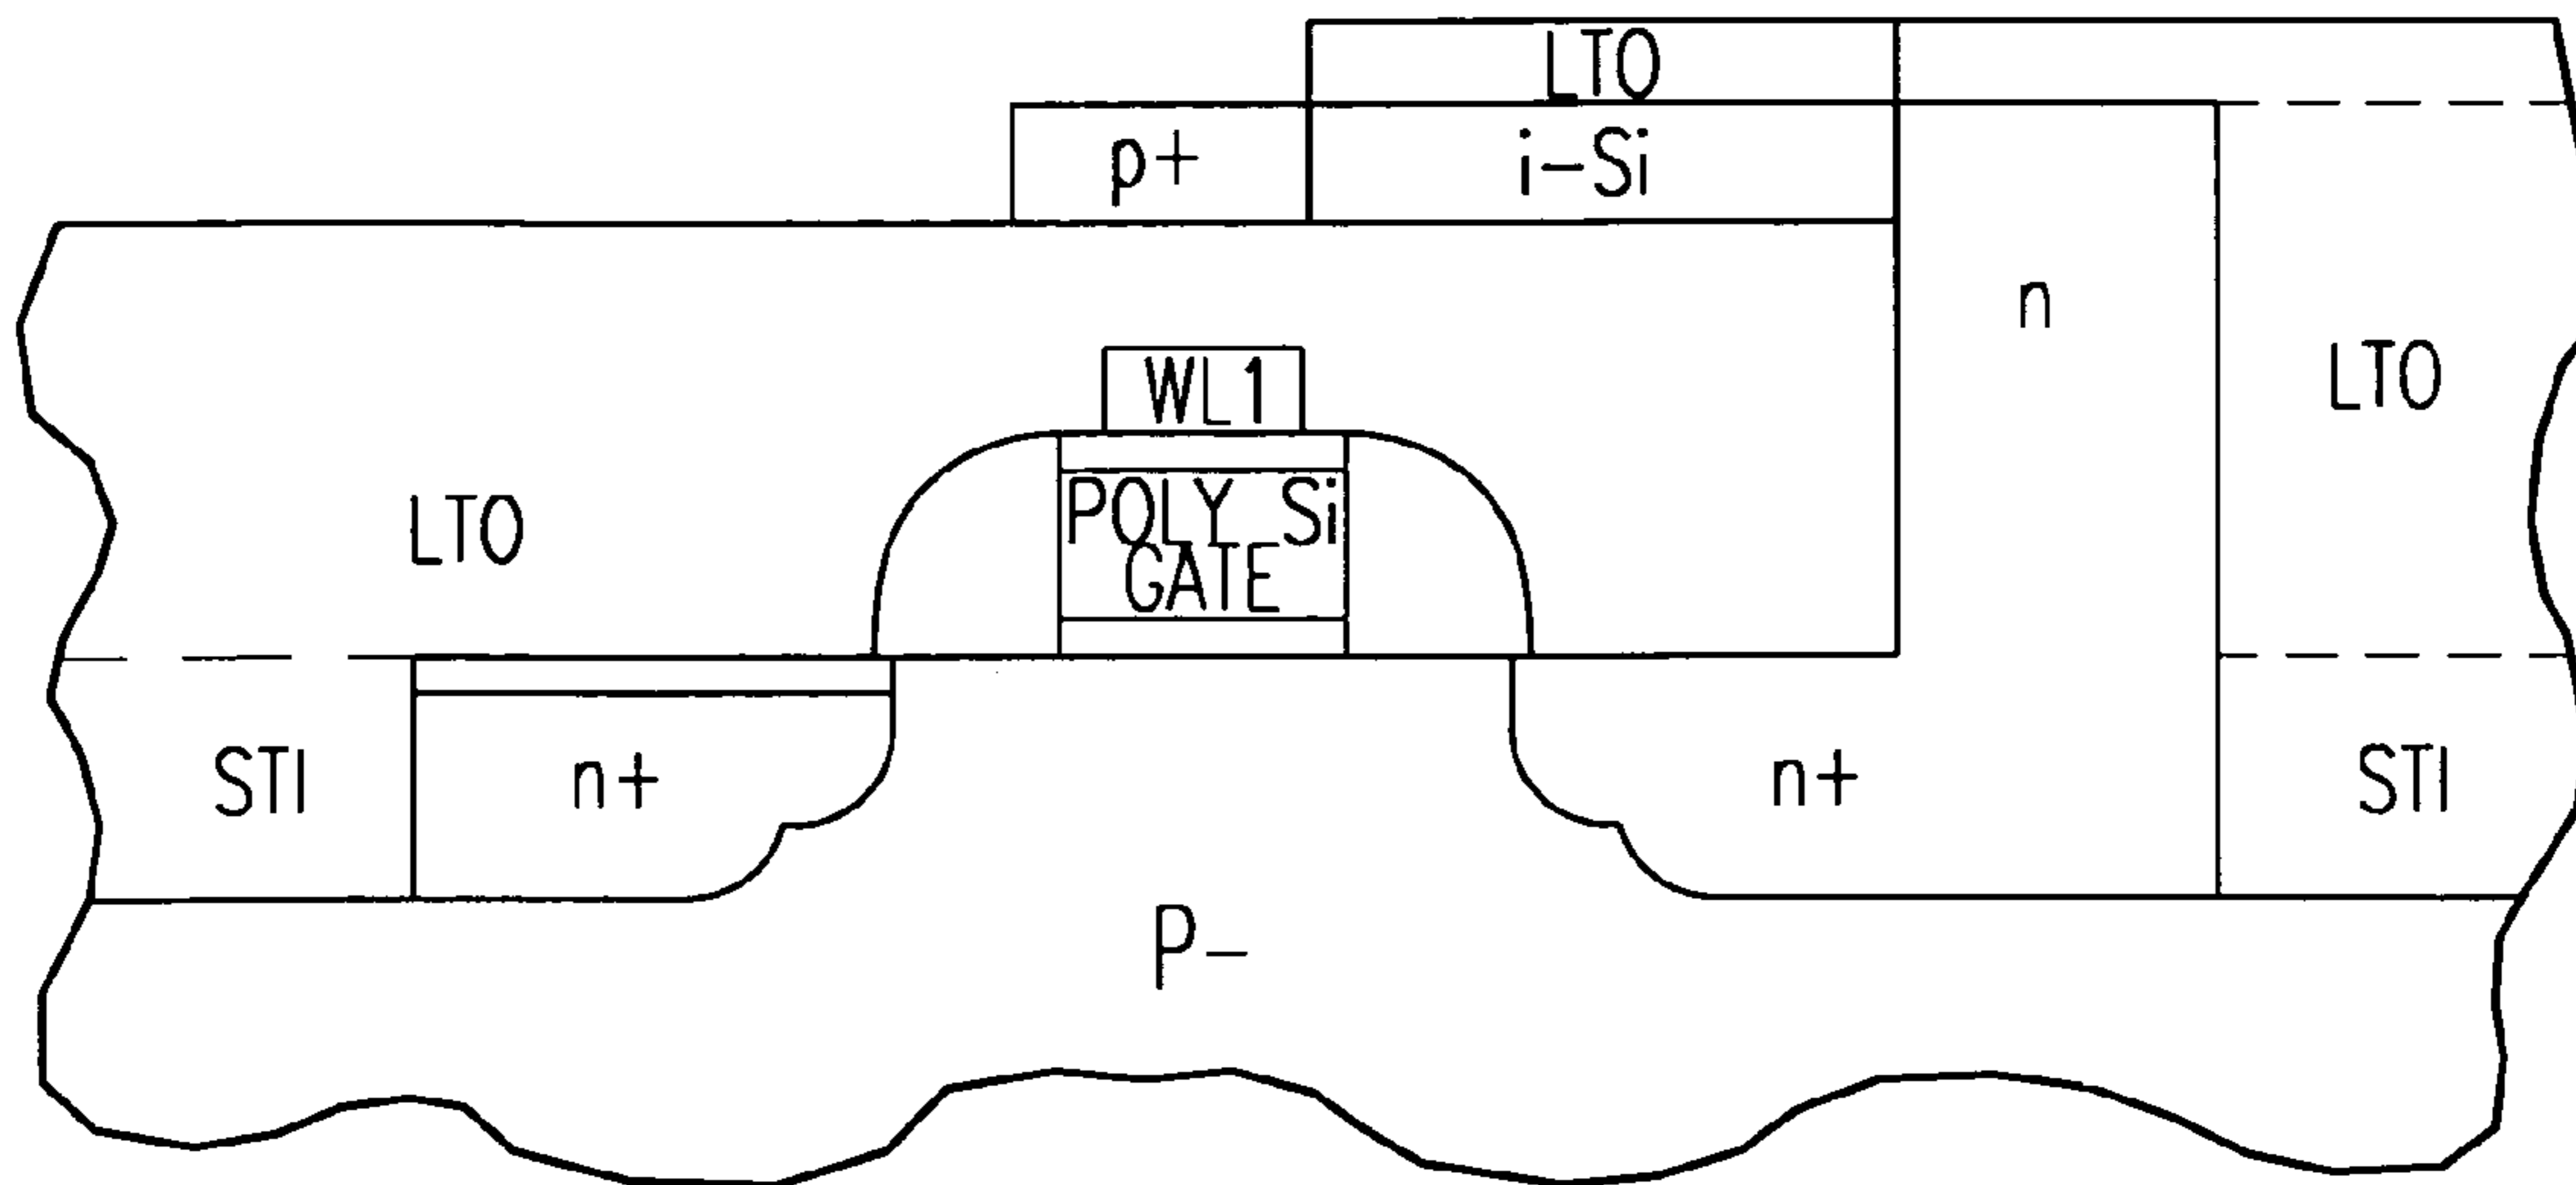 LTO
p+
i-Si
n
WL1
LTO
LTO
POLY Si
GATE
STI
n+
n+
STI
P-